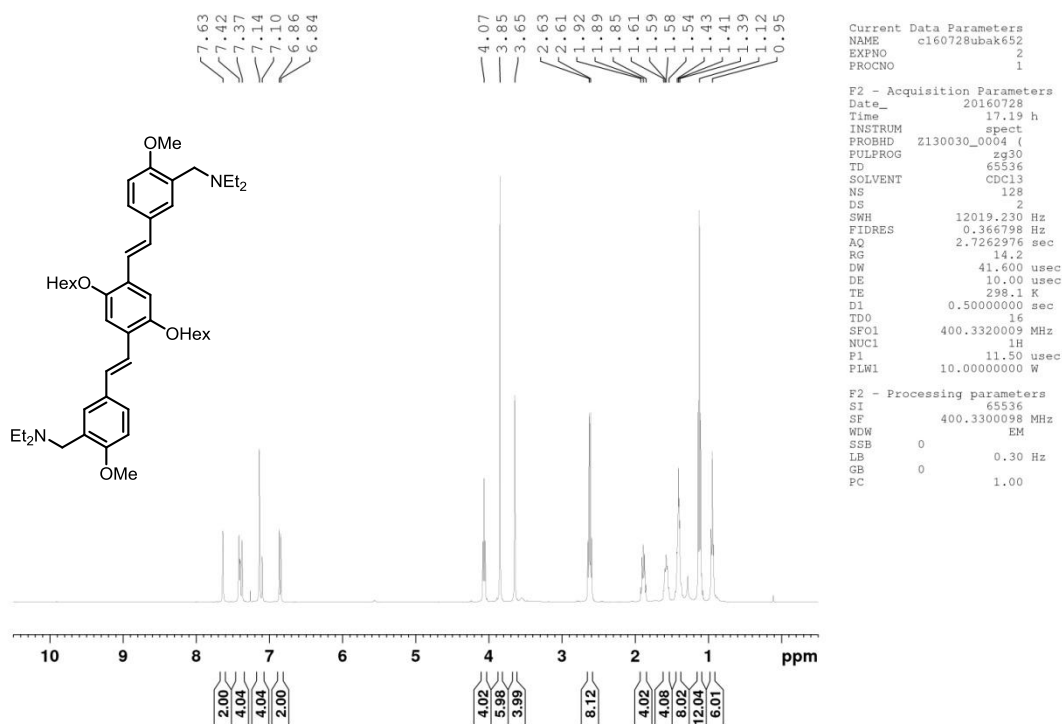 7.63
7.42
7.37
7.14
7.10
6.86
6.84
4.07
3.85
3.65
2.63
2.61
1.92
1.89
1.85
1.61
1.59
1.58
1.54
1.43
1.41
1.39
1.12
0.95
Current Data Parameters
NAME c160728ubak652
EXPNO 2
PROCNO 1
F2 - Acquisition Parameters
Date_ 20160728
Time 17.19 h
INSTRUM spect
PROBHD Z130030_0004 (
PULPROG zg30
TD 65536
SOLVENT CDCl3
NS 128
DS 2
SWH 12019.230 Hz
FIDRES 0.366798 Hz
AQ 2.7262976 sec
RG 14.2
DW 41.600 usec
DE 10.00 usec
TE 298.1 K
D1 0.50000000 sec
TD0 16
SFO1 400.3320009 MHz
NUC1 1H
P1 11.50 usec
PLW1 10.00000000 W
F2 - Processing parameters
SI 65536
SF 400.3300098 MHz
WDW EM
SSB 0
LB 0.30 Hz
GB 0
PC 1.00
OMe
NEt2
HexO
OHex
Et2N
OMe
10 9 8 7 6 5 4 3 2 1 ppm
2.00
4.04
4.04
2.00
4.02
5.98
3.99
8.12
4.02
4.08
8.02
12.04
6.01